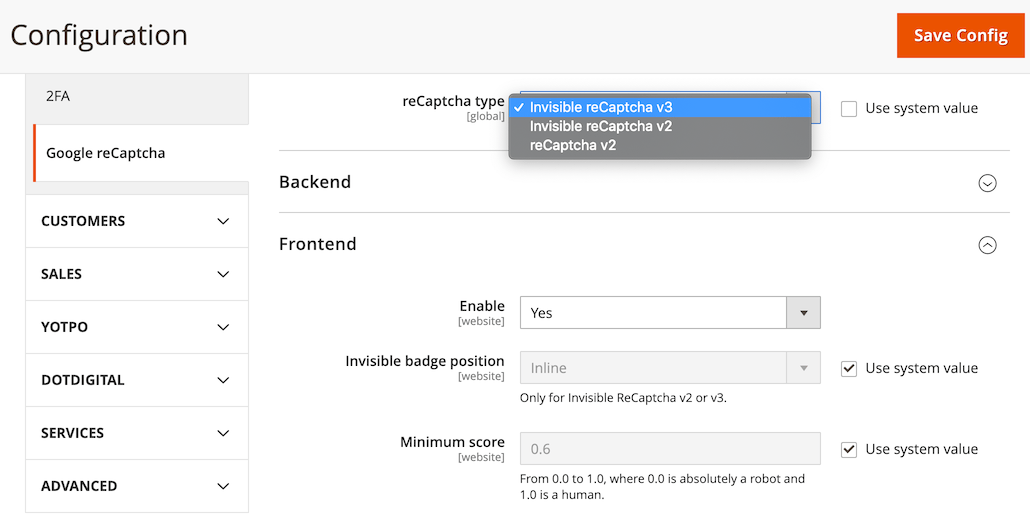 Configuration
Save Config
2FA
Google reCaptcha
CUSTOMERS
SALES
YOTPO
DOTDIGITAL
SERVICES
ADVANCED
reCaptcha type
[global]
Invisible reCaptcha v3
Invisible reCaptcha v2
reCaptcha v2
Use system value
Backend
Frontend
Enable
[website]
Yes
Invisible badge position
[website]
Inline
Use system value
Only for Invisible ReCaptcha v2 or v3.
Minimum score
[website]
0.6
Use system value
From 0.0 to 1.0, where 0.0 is absolutely a robot and
1.0 is a human.